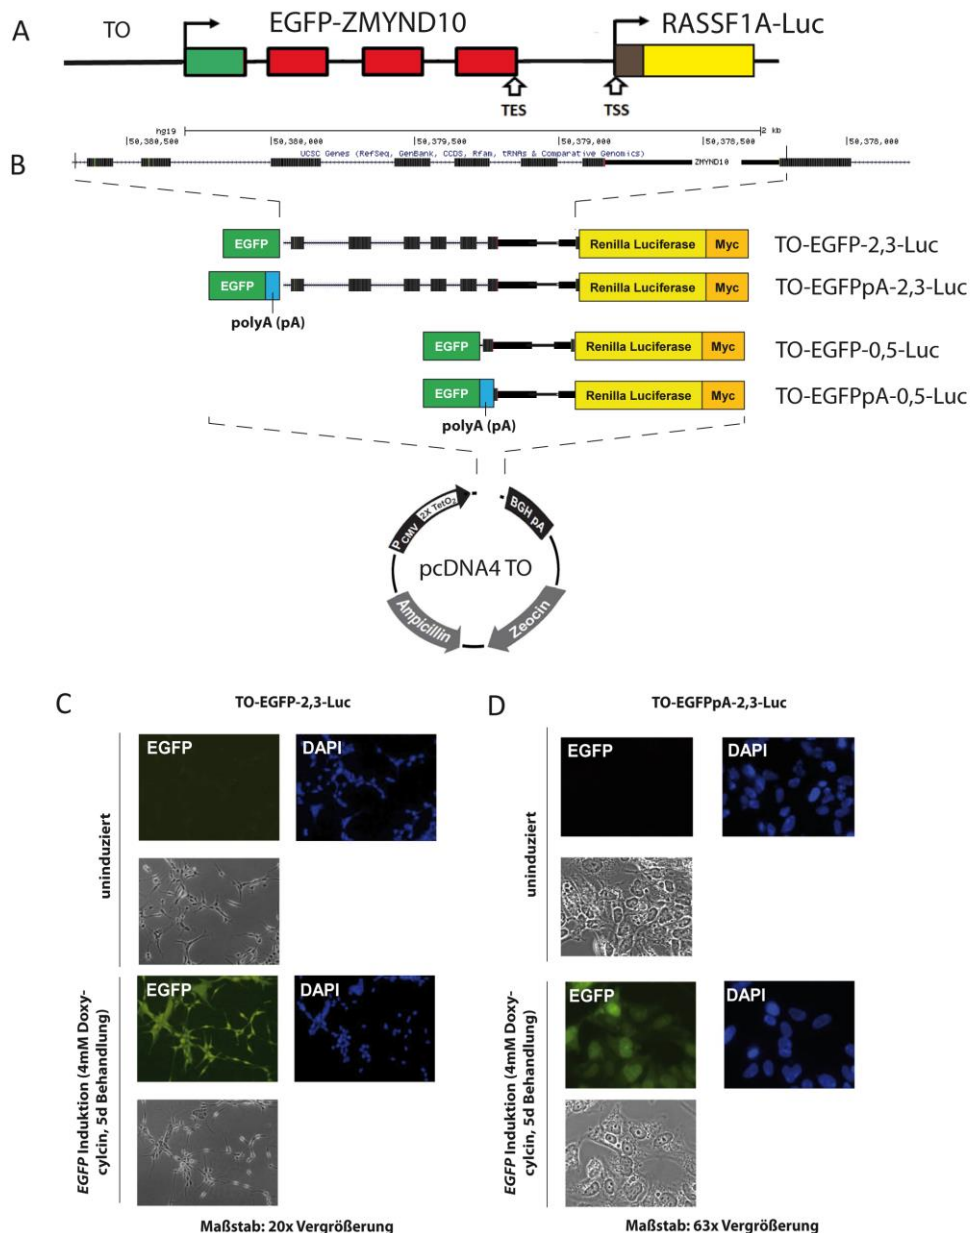 A
TO
EGFP-ZMYND10
RASSF1A-Luc
TES
TSS
hg19
2 kb
|50,380,500 |50,380,000 |50,379,500 |50,379,000 |50,378,500 |50,378,000
B
UCSC Genes (RefSeq, GenBank, CCDS, Rfam, tRNAs & Comparative Genomics)
ZMYND10
EGFP
Renilla Luciferase
Myc
TO-EGFP-2,3-Luc
EGFP
Renilla Luciferase
Myc
TO-EGFPpA-2,3-Luc
polyA (pA)
EGFP
Renilla Luciferase
Myc
TO-EGFP-0,5-Luc
EGFP
Renilla Luciferase
Myc
TO-EGFPpA-0,5-Luc
polyA (pA)
PCMV
2X TetO2
BGH pA
pcDNA4 TO
Ampicillin
Zeocin
C
TO-EGFP-2,3-Luc
uninduziert
EGFP
DAPI
EGFP Induktion (4mM Doxy-
cylcin, 5d Behandlung)
EGFP
DAPI
Maßstab: 20x Vergrößerung
D
TO-EGFPpA-2,3-Luc
uninduziert
EGFP
DAPI
EGFP Induktion (4mM Doxy-
cylcin, 5d Behandlung)
EGFP
DAPI
Maßstab: 63x Vergrößerung